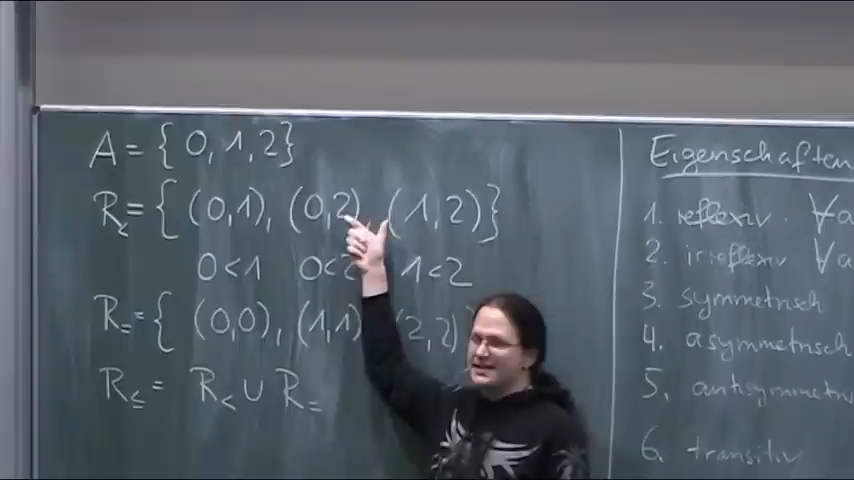 A = { 0, 1, 2 }
R< = { (0,1), (0,2), (1,2) }
0<1 0<2 1<2
R= = { (0,0), (1,1), (2,2)
R≤ = R< ∪ R=
Eigenschaften
1. reflexiv . ∀a
2. irreflexiv ∀a
3. symmetrisch
4. asymmetrisch
5. antisymmetri
6. transitiv